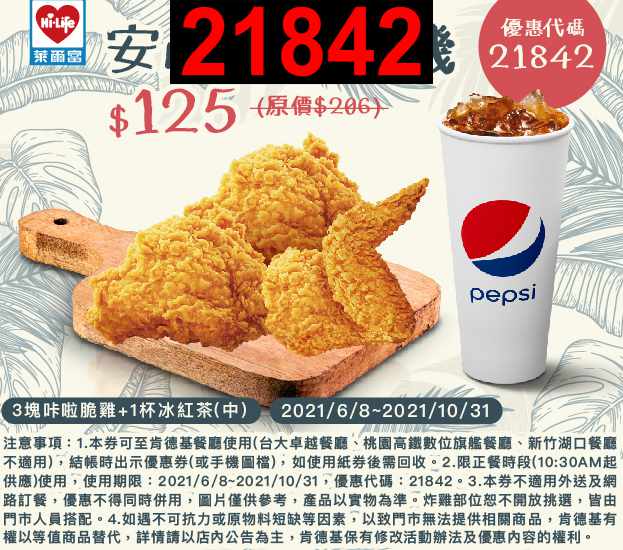 Hi-Life
萊爾富
安
21842
機
優惠代碼
21842
$125 (原價$206)
pepsi
3塊咔啦脆雞+1杯冰紅茶(中)
2021/6/8~2021/10/31
注意事項：1.本券可至肯德基餐廳使用(台大卓越餐廳、桃園高鐵數位旗艦餐廳、新竹湖口餐廳
不適用)，結帳時出示優惠券(或手機圖檔)，如使用紙券後需回收。2.限正餐時段(10:30AM起
供應)使用，使用期限：2021/6/8~2021/10/31，優惠代碼：21842。3.本券不適用外送及網
路訂餐，優惠不得同時併用，圖片僅供參考，產品以實物為準。炸雞部位恕不開放挑選，皆由
門市人員搭配。4.如遇不可抗力或原物料短缺等因素，以致門市無法提供相關商品，肯德基有
權以等值商品替代，詳情請以店內公告為主，肯德基保有修改活動辦法及優惠內容的權利。